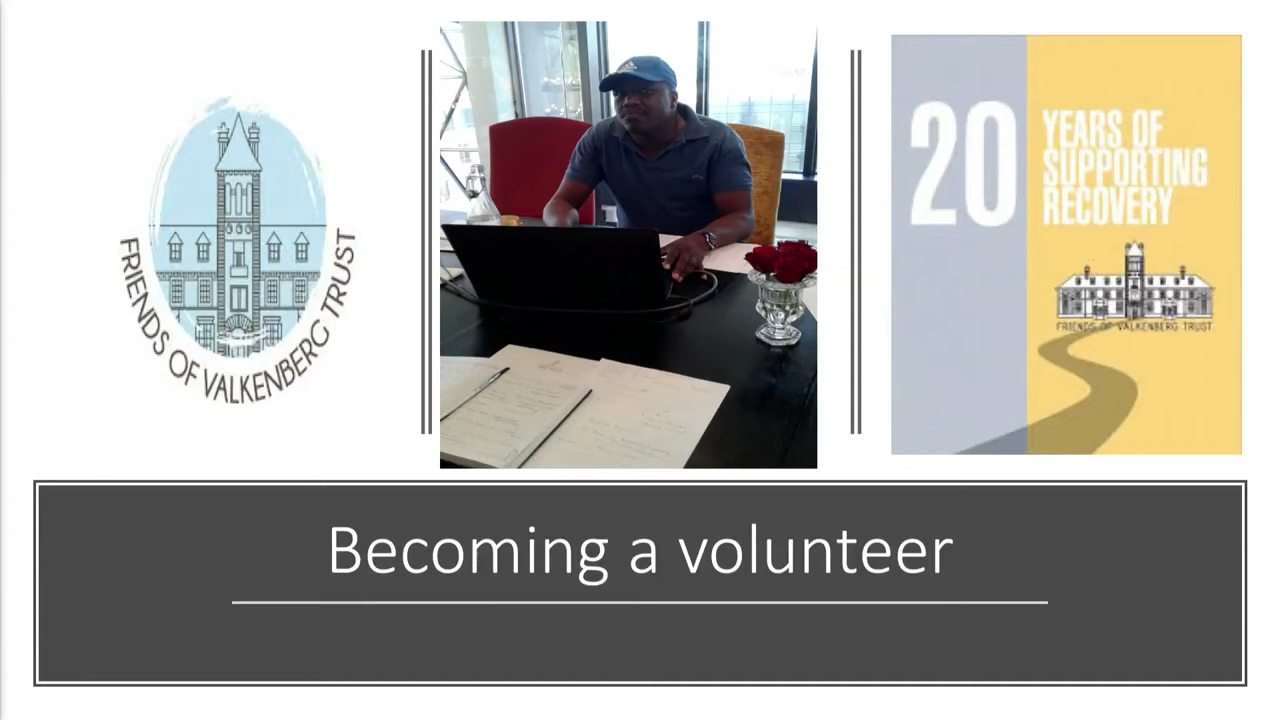 FRIENDS OF VALKENBERG TRUST
20
YEARS OF
SUPPORTING
RECOVERY
FRIENDS OF VALKENBERG TRUST
Becoming a volunteer